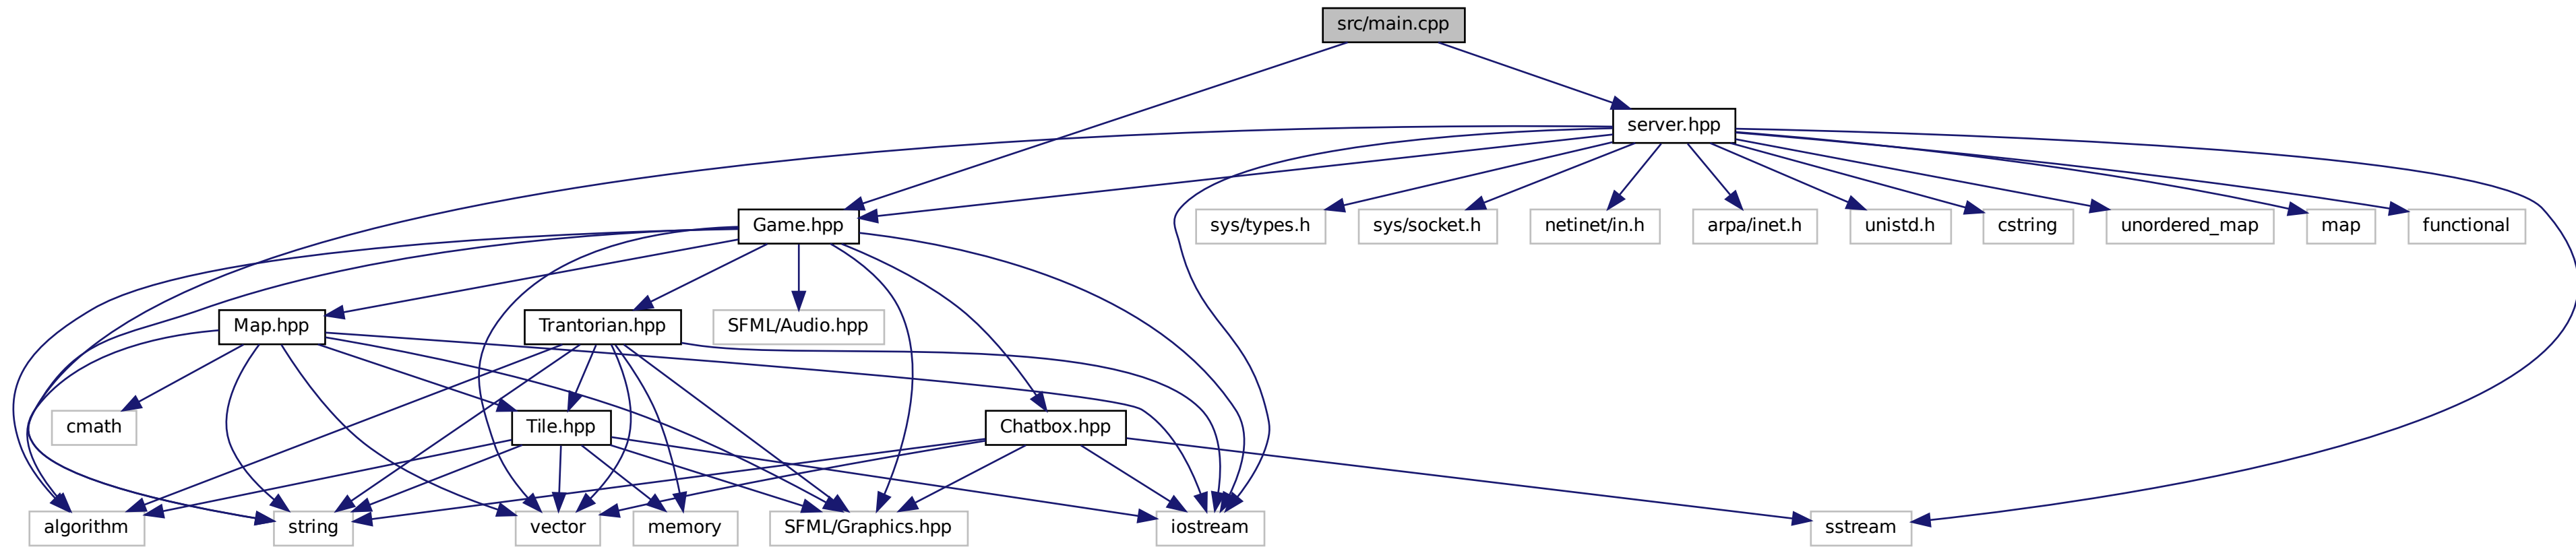 src/main.cpp
server.hpp
Game.hpp
sys/types.h
sys/socket.h
netinet/in.h
arpa/inet.h
unistd.h
cstring
unordered_map
map
functional
Map.hpp
Trantorian.hpp
SFML/Audio.hpp
cmath
Tile.hpp
Chatbox.hpp
algorithm
string
vector
memory
SFML/Graphics.hpp
iostream
sstream